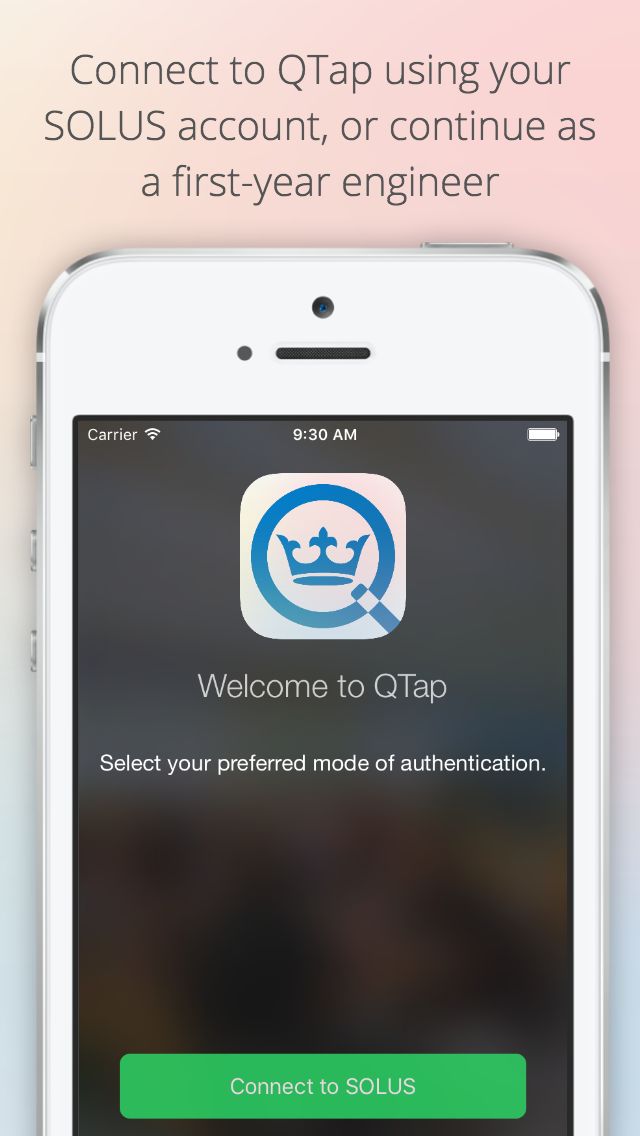 Connect to QTap using your
SOLUS account, or continue as
a first-year engineer
Carrier 9:30 AM
Welcome to QTap
Select your preferred mode of authentication.
Connect to SOLUS